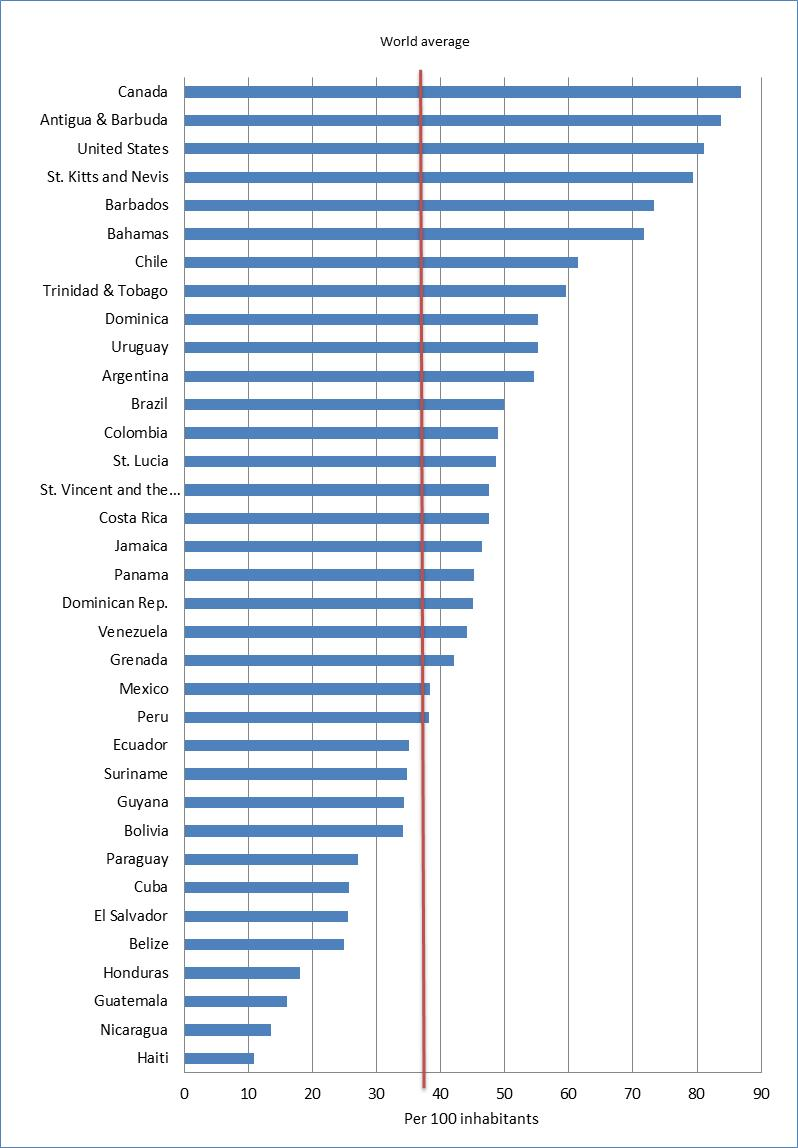 World average
Canada
Antigua & Barbuda
United States
St. Kitts and Nevis
Barbados
Bahamas
Chile
Trinidad & Tobago
Dominica
Uruguay
Argentina
Brazil
Colombia
St. Lucia
St. Vincent and the...
Costa Rica
Jamaica
Panama
Dominican Rep.
Venezuela
Grenada
Mexico
Peru
Ecuador
Suriname
Guyana
Bolivia
Paraguay
Cuba
El Salvador
Belize
Honduras
Guatemala
Nicaragua
Haiti
0 10 20 30 40 50 60 70 80 90
Per 100 inhabitants